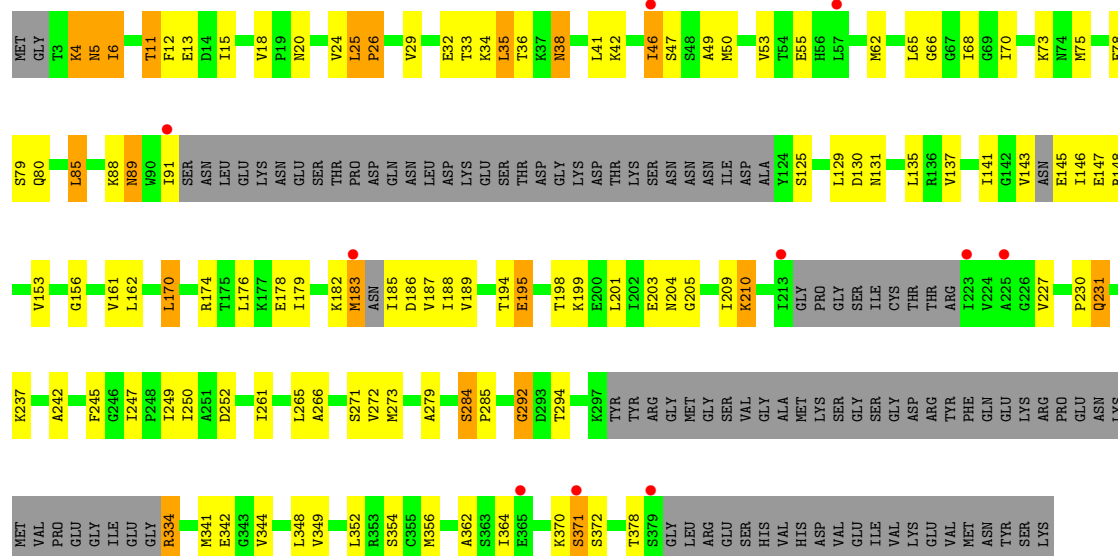 MET GLY T3 K4 N5 I6 T11 F12 E13 D14 I15 V18 P19 N20 V24 L25 P26 V29 E32 T33 K34 L35 T36 K37 N38 L41 K42 I46 S47 S48 A49 M50 V53 T54 E55 H56 L57 M62 L65 G66 G67 I68 G69 I70 K73 N74 M75
S79 Q80 L85 K88 N89 W90 I91 SER ASN LEU GLU LYS ASN GLU SER THR PRO ASP GLN ASN LEU ASP LYS GLU SER THR ASP GLY LYS ASP THR LYS SER ASN ASN ASN ILE ASP ALA Y124 S125 L129 D130 N131 L135 R136 V137 I141 G142 V143 ASN E145 I146 E147
V153 G156 V161 L162 L170 R174 T175 L176 K177 E178 I179 K182 M183 ASN I185 D186 V187 I188 V189 T194 E195 T198 K199 E200 L201 I202 E203 N204 G205 I209 K210 I213 GLY PRO GLY SER ILE CYS THR THR ARG I223 V224 A225 G226 V227 P230 Q231
K237 A242 F245 G246 I247 P248 I249 I250 A251 D252 I261 L265 A266 S271 V272 M273 A279 S284 P285 G292 D293 T294 K297 TYR TYR ARG GLY MET GLY SER VAL GLY ALA MET LYS SER GLY SER GLY ASP ARG TYR PHE GLN GLU LYS ARG PRO GLU ASN LYS
MET VAL PRO GLU GLY ILE GLU GLY R334 M341 E342 G343 V344 L348 V349 L352 R353 S354 C355 M356 A362 S363 I364 E365 K370 S371 S372 T378 S379 GLY LEU ARG GLU SER HIS VAL HIS ASP VAL GLU ILE VAL LYS GLU VAL MET ASN TYR SER LYS